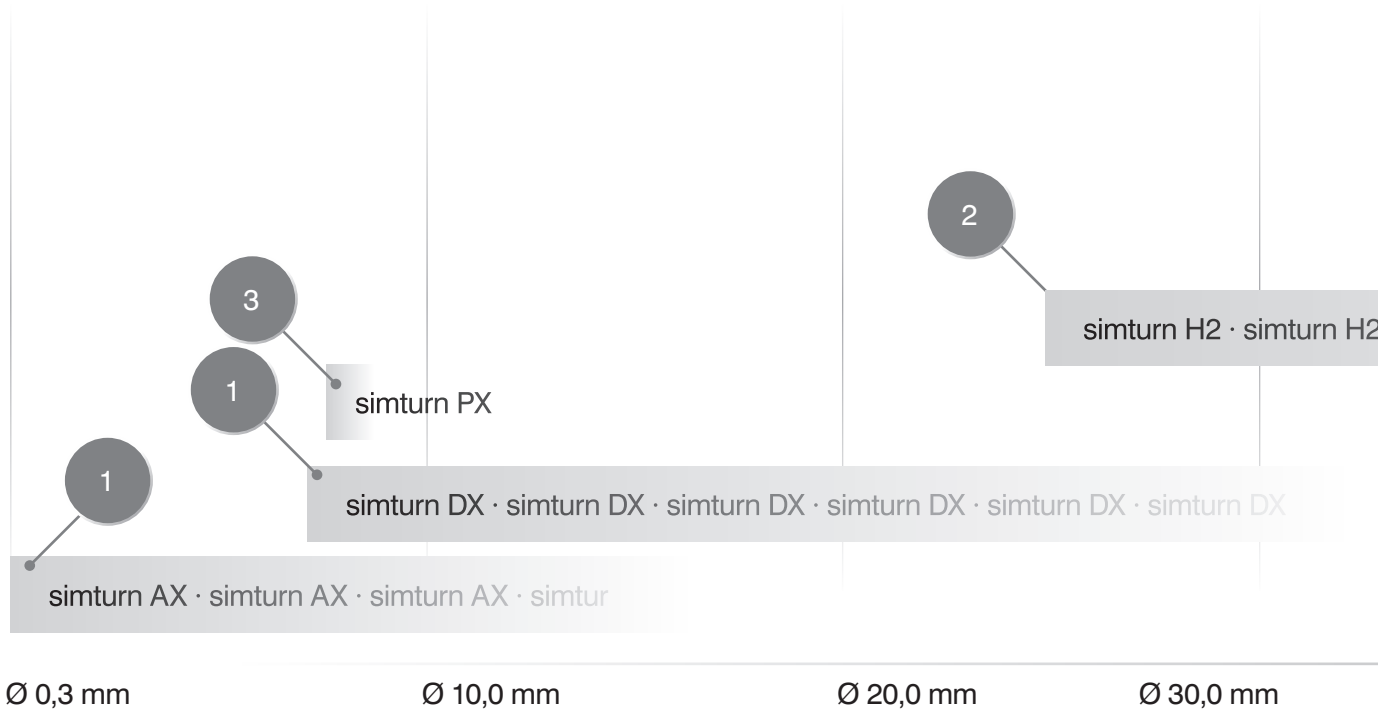 2
simturn H2 · simturn H2
3
simturn PX
1
simturn DX · simturn DX · simturn DX · simturn DX · simturn DX · simturn DX
1
simturn AX · simturn AX · simturn AX · simtur
Ø 0,3 mm Ø 10,0 mm Ø 20,0 mm Ø 30,0 mm